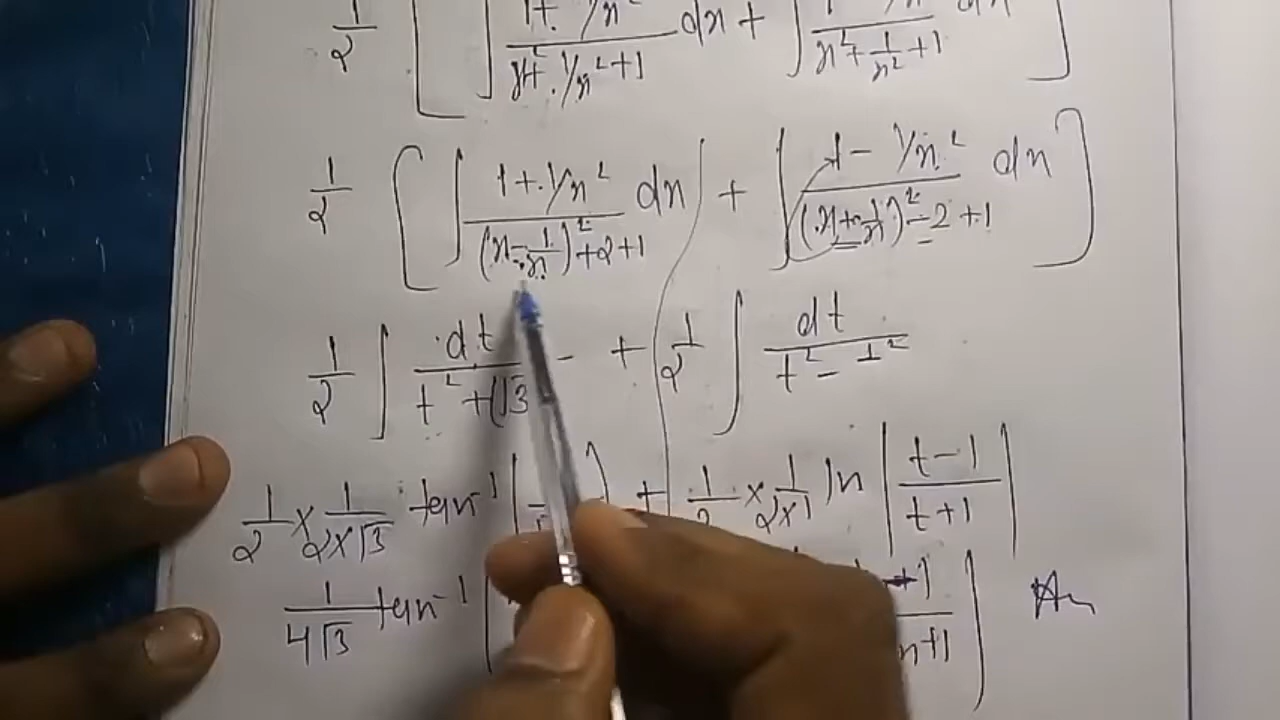 1/2 [ ∫ 1+1/x² / x²+1/x²+1 dx + ∫ / x²+1/x²+1 dx ]
1/2 [ ∫ 1+1/x² / (x-1/x)²+2+1 dx + ∫ 1-1/x² / (x+1/x)²-2+1 dx ]
1/2 ∫ dt / t²+(√3 + 1/2 ∫ dt / t²-1²
1/2 × 1/2×√3 tan⁻¹ ( ) + 1/2 × 1/2×1 ln | t-1 / t+1 |
1/4√3 tan⁻¹ ( +1 | Ans